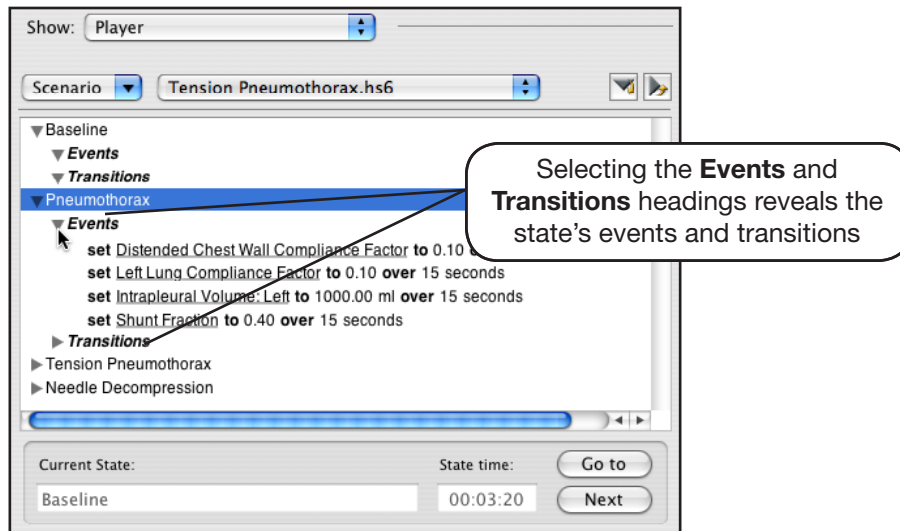 Show: Player
Scenario Tension Pneumothorax.hs6
Baseline
Events
Transitions
Pneumothorax
Selecting the Events and
Transitions headings reveals the
state's events and transitions
Events
set Distended Chest Wall Compliance Factor to 0.10
set Left Lung Compliance Factor to 0.10 over 15 seconds
set Intrapleural Volume: Left to 1000.00 ml over 15 seconds
set Shunt Fraction to 0.40 over 15 seconds
Transitions
Tension Pneumothorax
Needle Decompression
Current State: State time: Go to
Baseline 00:03:20 Next